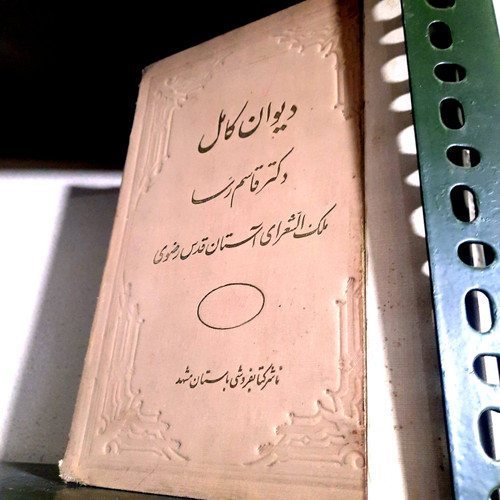 دیوان کامل
دکتر قاسم رسا
ملک الشعرای آستان قدس رضوی
ناشر کتابفروشی باستان مشهد